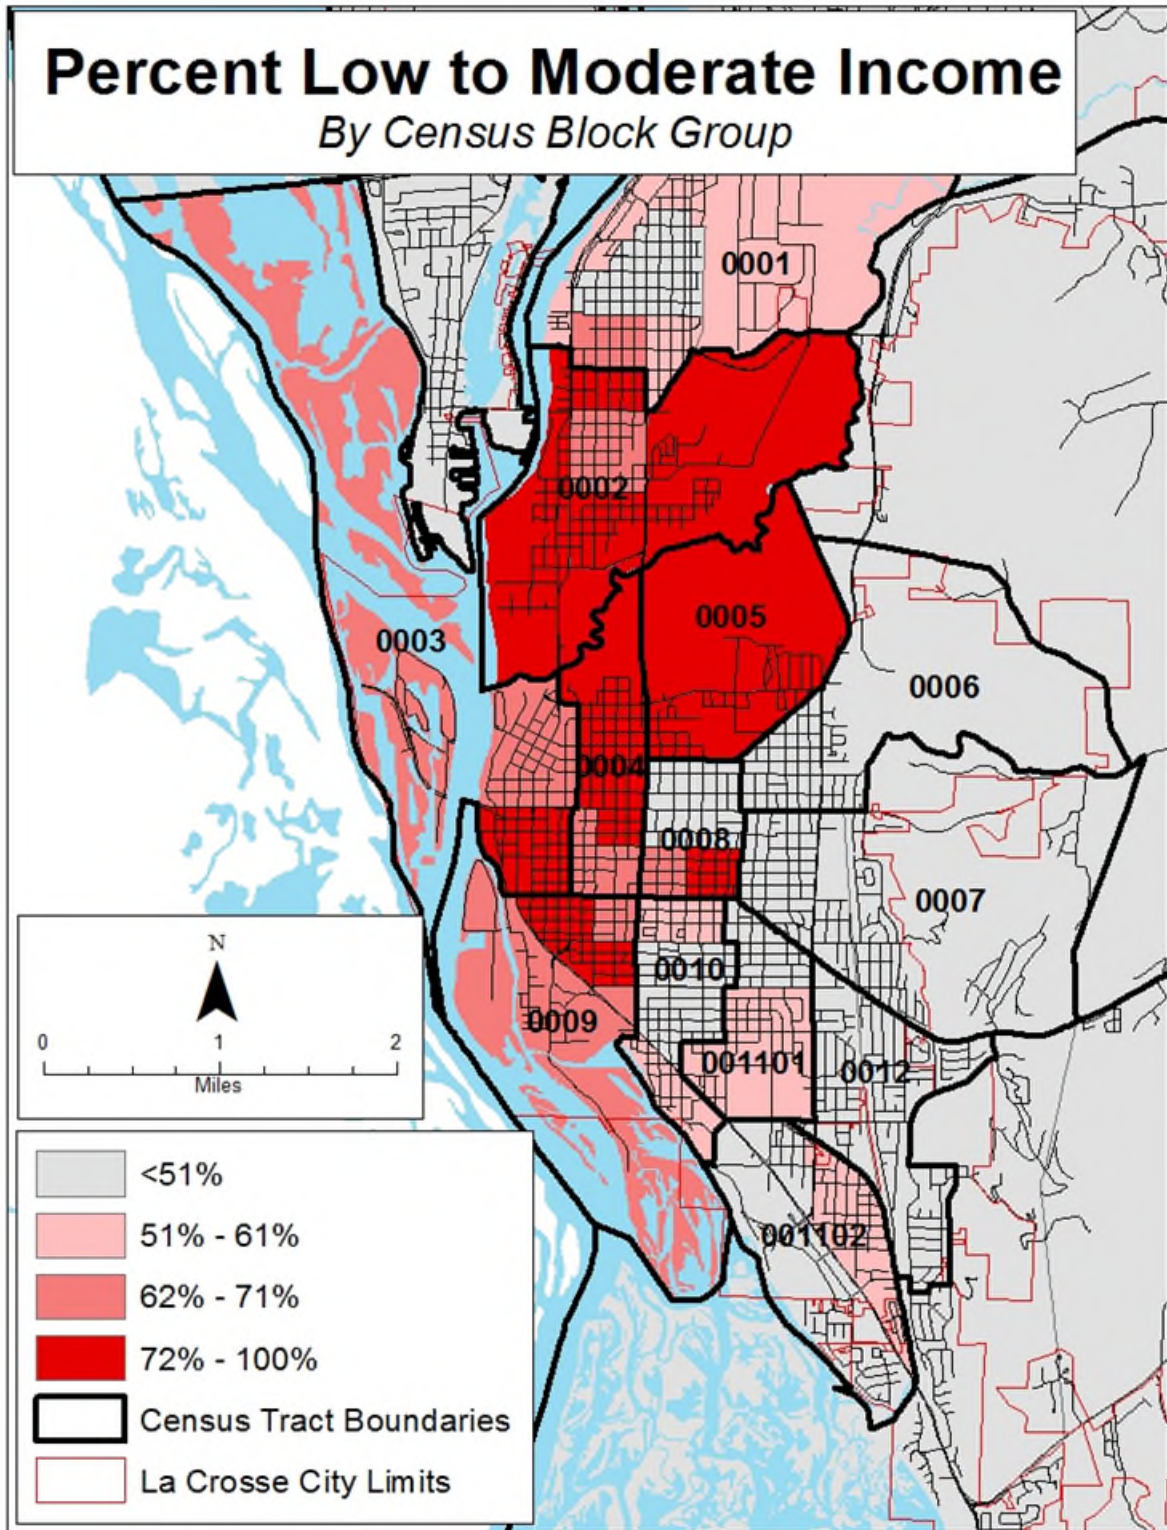 Percent Low to Moderate Income
By Census Block Group
0001
0002
0005
0003
0006
0004
0008
0007
0010
0009
001101
0012
001102
N
0 1 2
Miles
<51%
51% - 61%
62% - 71%
72% - 100%
Census Tract Boundaries
La Crosse City Limits